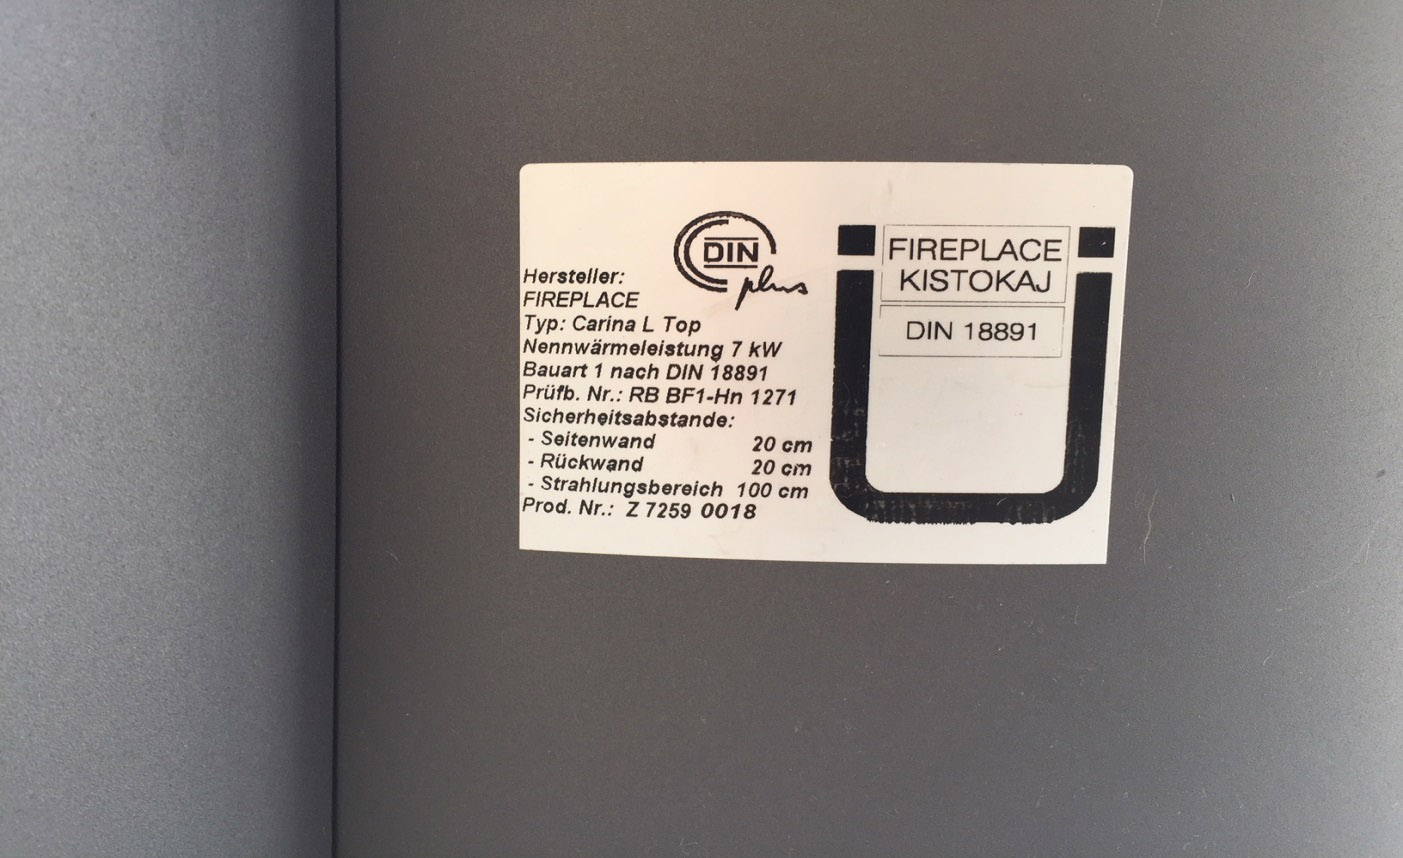 DIN
plus
Hersteller:
FIREPLACE
Typ: Carina L Top
Nennwärmeleistung 7 kW
Bauart 1 nach DIN 18891
Prüfb. Nr.: RB BF1-Hn 1271
Sicherheitsabstande:
- Seitenwand 20 cm
- Rückwand 20 cm
- Strahlungsbereich 100 cm
Prod. Nr.: Z 7259 0018
FIREPLACE
KISTOKAJ
DIN 18891